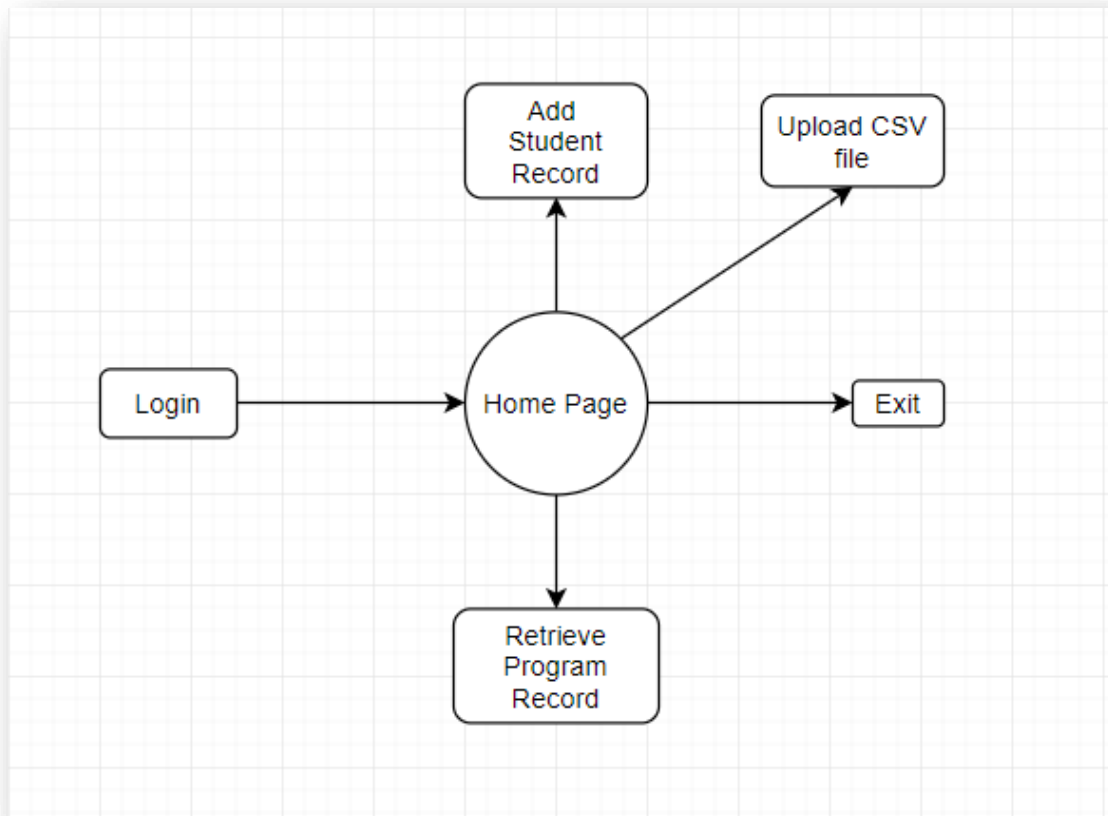 Add
Student
Record
Upload CSV
file
Login
Home Page
Exit
Retrieve
Program
Record